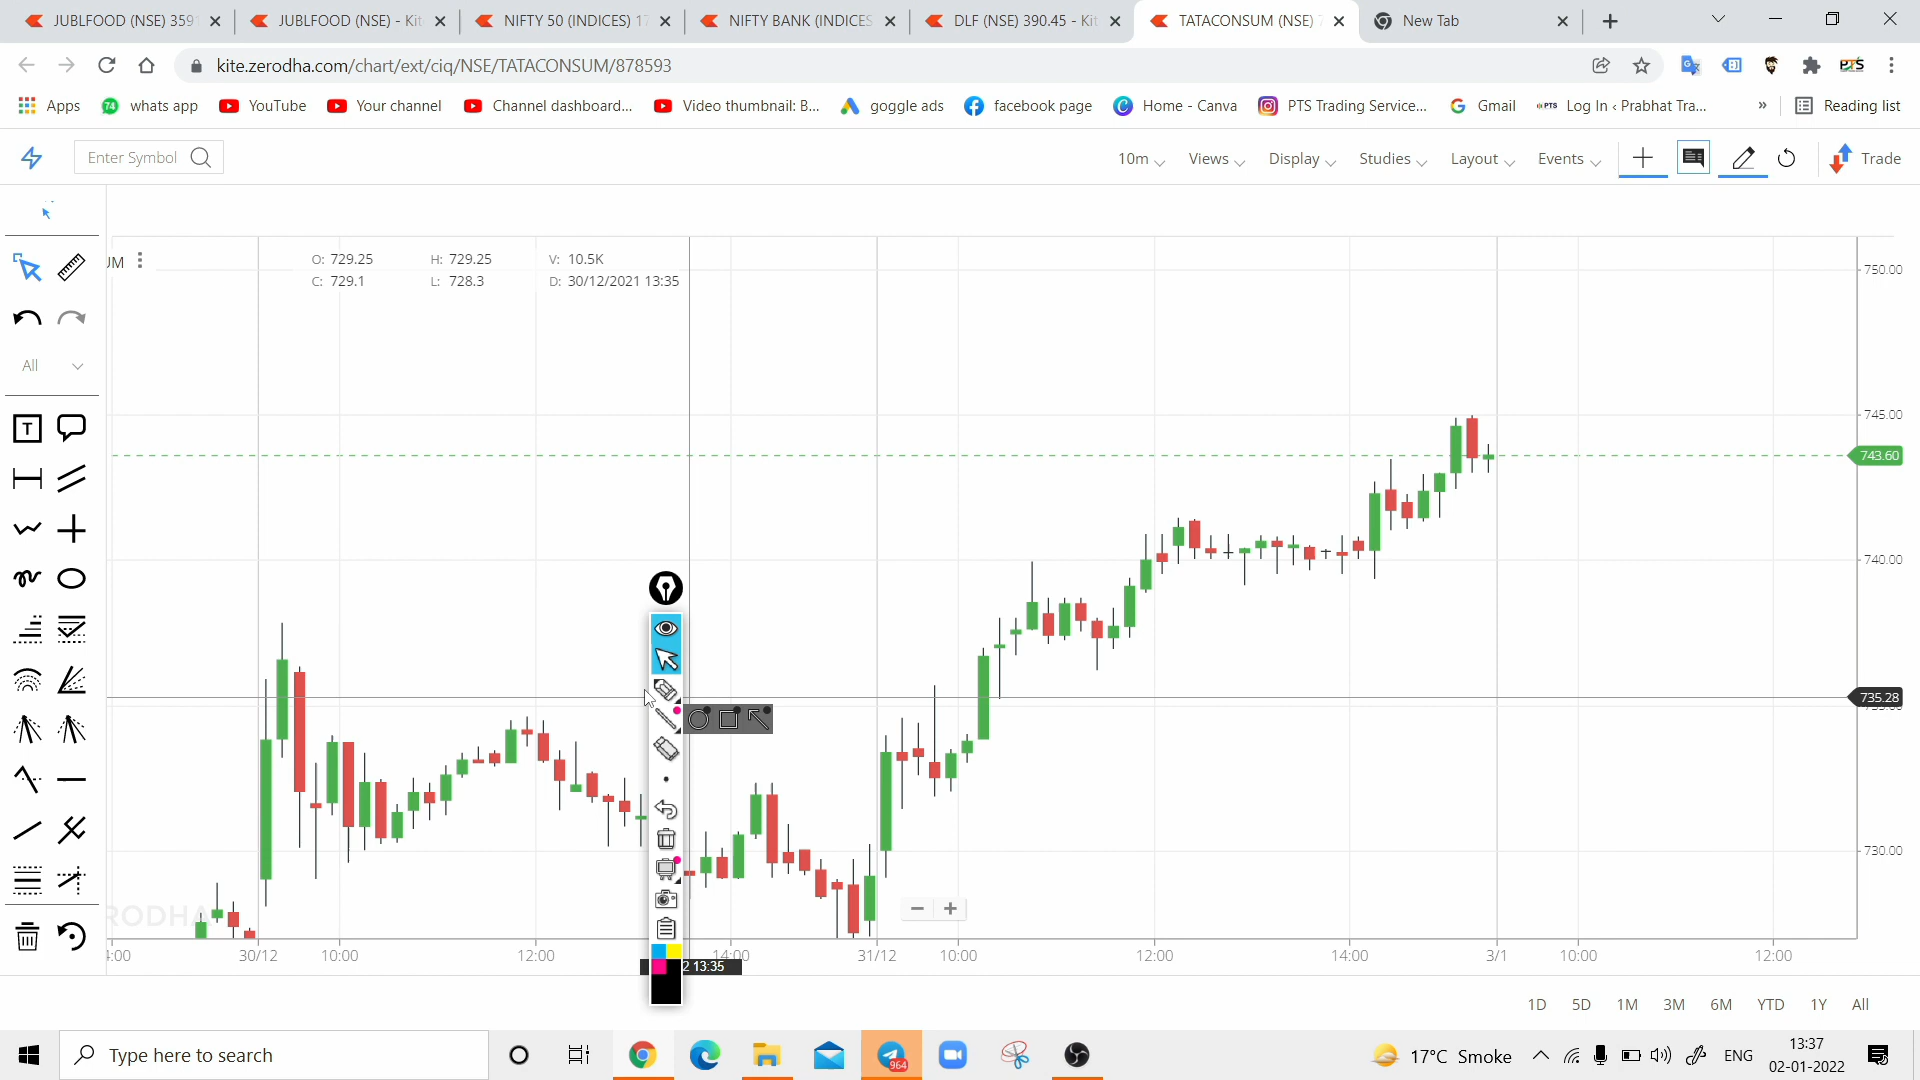 JUBLFOOD (NSE) 359
JUBLFOOD (NSE) - Kit
NIFTY 50 (INDICES) 17
NIFTY BANK (INDICES
DLF (NSE) 390.45 - Kit
TATACONSUM (NSE) 7
New Tab
kite.zerodha.com/chart/ext/ciq/NSE/TATACONSUM/878593
Apps
74
whats app
YouTube
Your channel
Channel dashboard...
Video thumbnail: B...
goggle ads
facebook page
Home - Canva
PTS Trading Service...
Gmail
Log In ‹ Prabhat Tra...
»
Reading list
Enter Symbol
10m
Views
Display
Studies
Layout
Events
Trade
UM
O: 729.25
H: 729.25
V: 10.5K
C: 729.1
L: 728.3
D: 30/12/2021 13:35
All
T
750.00
745.00
743.60
740.00
735.28
730.00
RODHA
:00
30/12
10:00
12:00
14:00
31/12
10:00
12:00
14:00
3/1
10:00
12:00
2 13:35
1D
5D
1M
3M
6M
YTD
1Y
All
Type here to search
964
17°C Smoke
ENG
13:37
02-01-2022